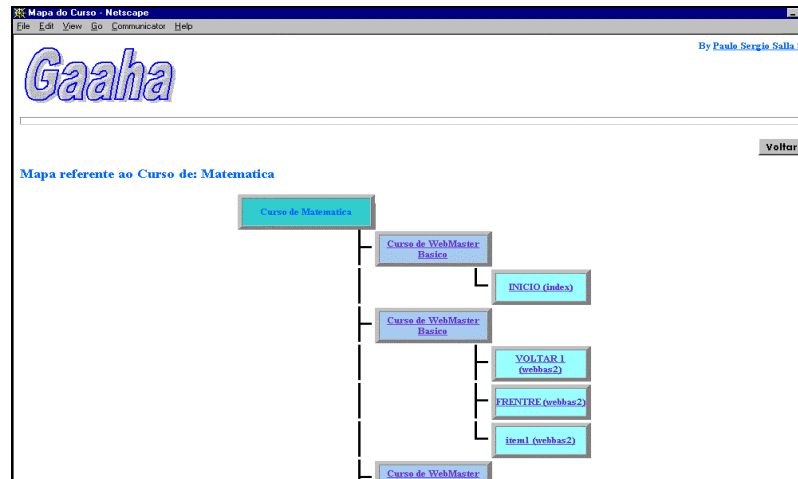 Mapa do Curso - Netscape
File Edit View Go Communicator Help
By Paulo Sergio Salla
Gaaha
Voltar
Mapa referente ao Curso de: Matematica
Curso de Matematica
Curso de WebMaster
Basico
INICIO (index)
Curso de WebMaster
Basico
VOLTAR 1
(webbas2)
FRENTRE (webbas2)
item1 (webbas2)
Curso de WebMaster